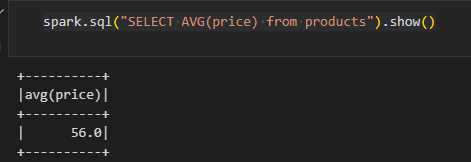 spark.sql("SELECT AVG(price) from products").show()
+----------+
|avg(price)|
+----------+
|      56.0|
+----------+